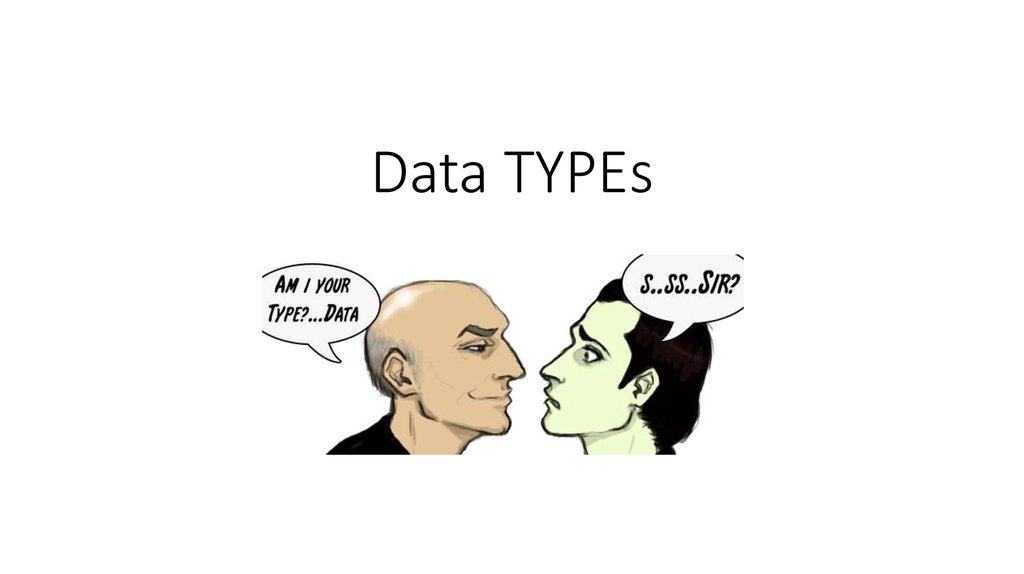 Data TYPEs
AM I YOUR
TYPE?...DATA
S..SS..SIR?